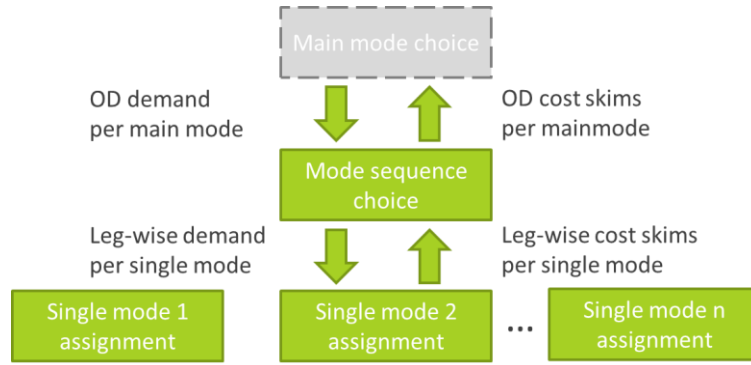 Main mode choice
OD demand
per main mode
OD cost skims
per mainmode
Mode sequence
choice
Leg-wise demand
per single mode
Leg-wise cost skims
per single mode
Single mode 1
assignment
Single mode 2
assignment
...
Single mode n
assignment